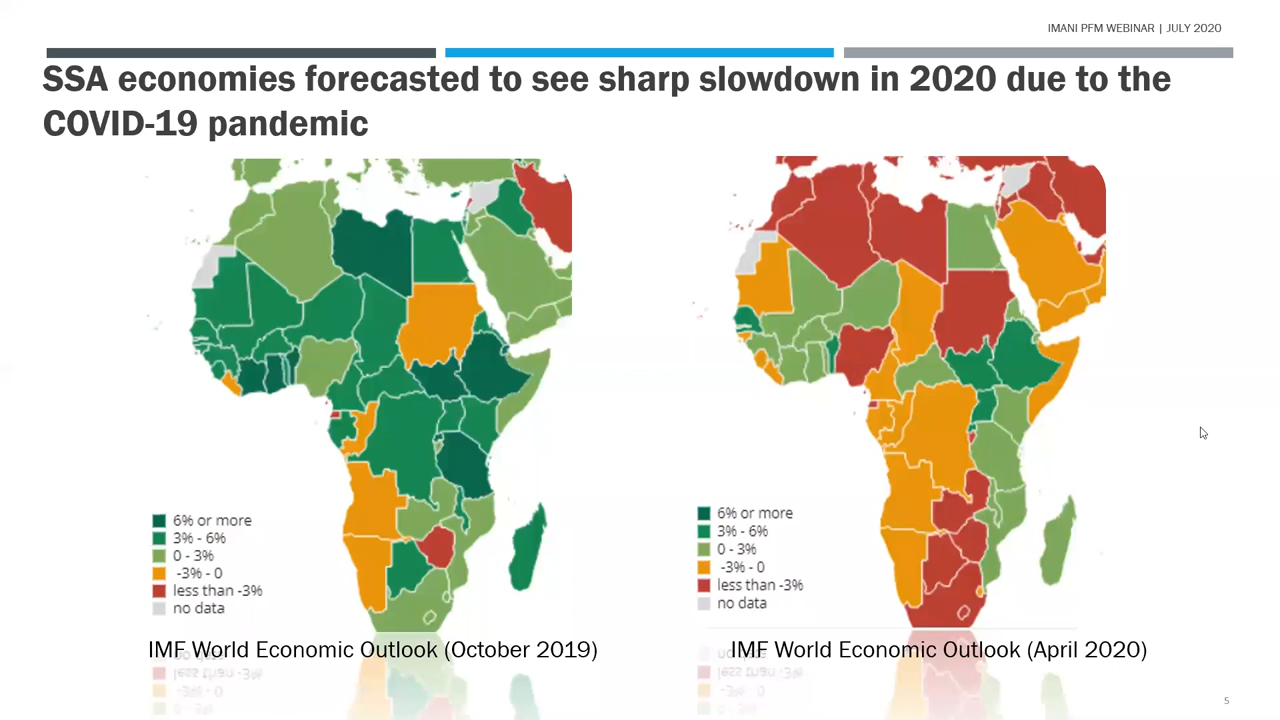 IMANI PFM WEBINAR | JULY 2020
SSA economies forecasted to see sharp slowdown in 2020 due to the
COVID-19 pandemic
6% or more
3% - 6%
0 - 3%
-3% - 0
less than -3%
no data
IMF World Economic Outlook (October 2019)
6% or more
3% - 6%
0 - 3%
-3% - 0
less than -3%
no data
IMF World Economic Outlook (April 2020)
5